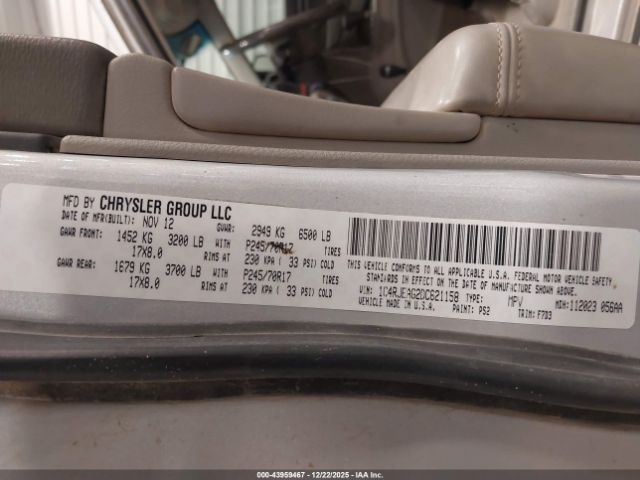 MFD BY CHRYSLER GROUP LLC
DATE OF MFR(BUILT): NOV 12 GVWR: 2949 KG 6500 LB
GAWR FRONT: 1452 KG 3200 LB WITH P245/70R17 TIRES
17X8.0 RIMS AT 230 KPA ( 33 PSI) COLD
GAWR REAR: 1679 KG 3700 LB WITH P245/70R17 TIRES
17X8.0 RIMS AT 230 KPA ( 33 PSI) COLD
THIS VEHICLE CONFORMS TO ALL APPLICABLE U.S.A. FEDERAL MOTOR VEHICLE SAFETY,
STANDARDS IN EFFECT ON THE DATE OF MANUFACTURE SHOWN ABOVE.
VIN: 1C4RJEAG2DC621158 TYPE: MPV MDH:112023 056AA
VEHICLE MADE IN U.S.A. PAINT: PS2 TRIM: F7D3
000-43959467 - 12/22/2025 - IAA Inc.